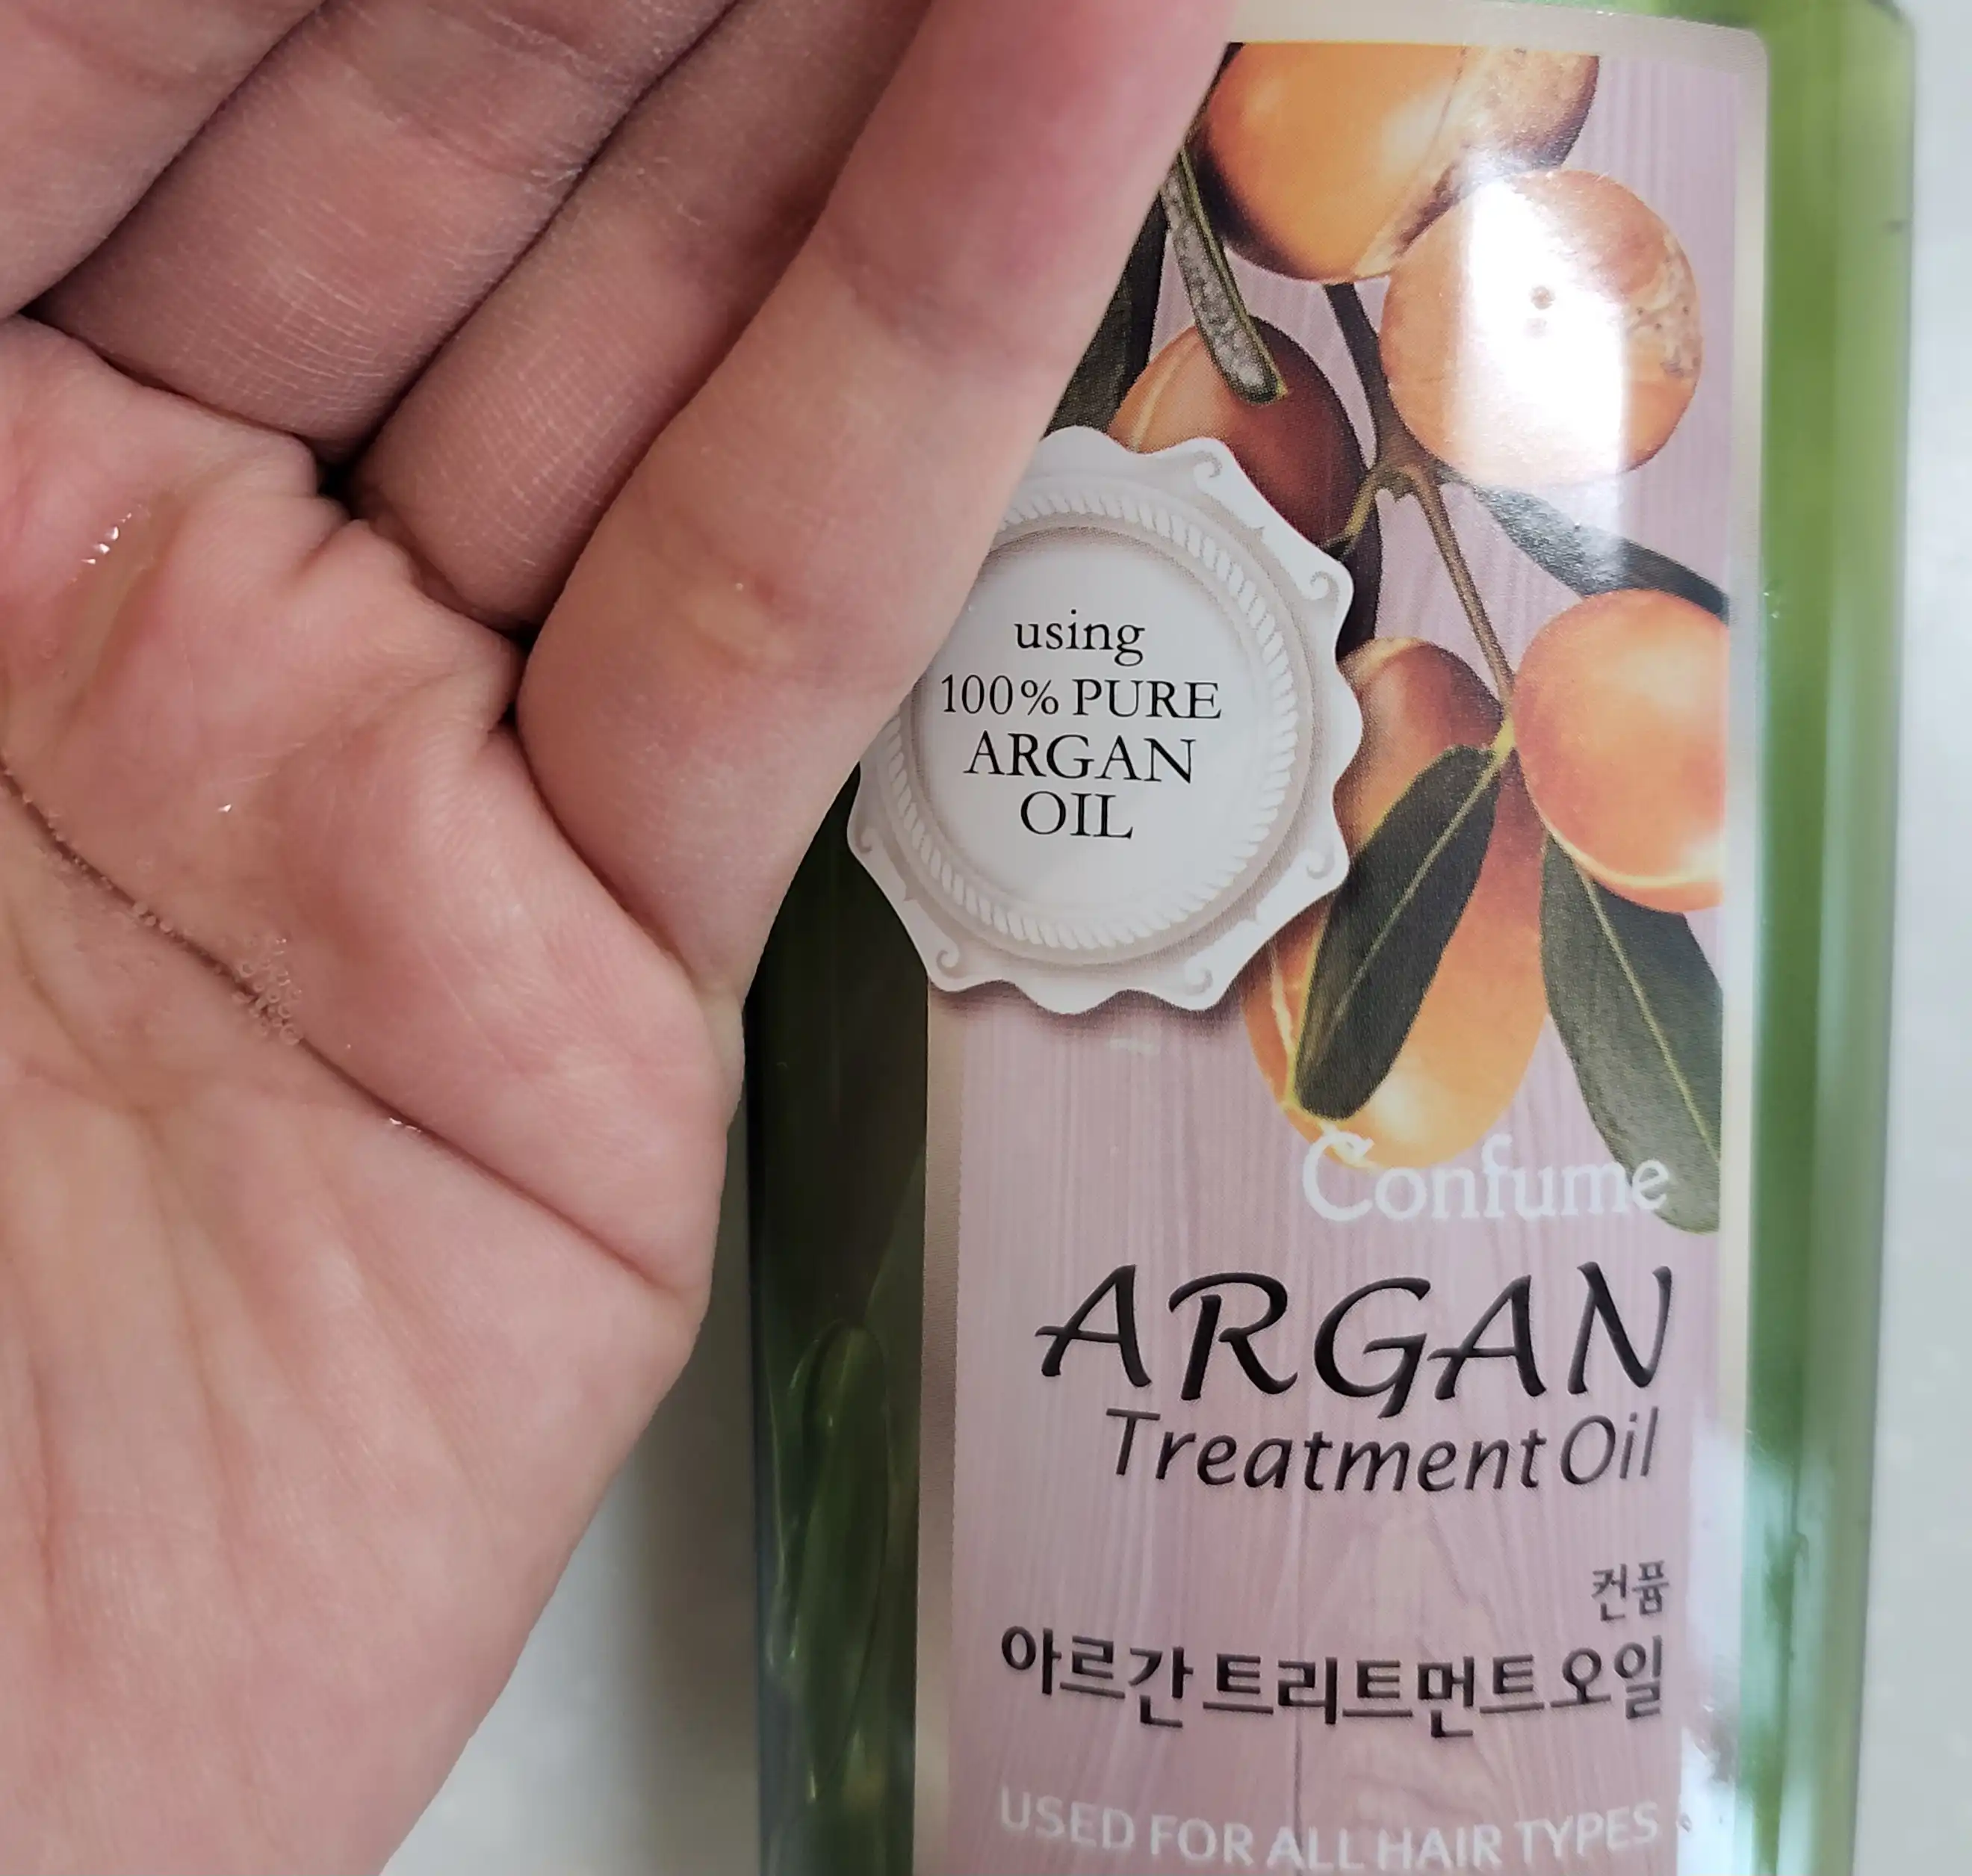 using
100% PURE
ARGAN
OIL
Confume
ARGAN
Treatment Oil
컨퓸
아르간 트리트먼트 오일
USED FOR ALL HAIR TYPES